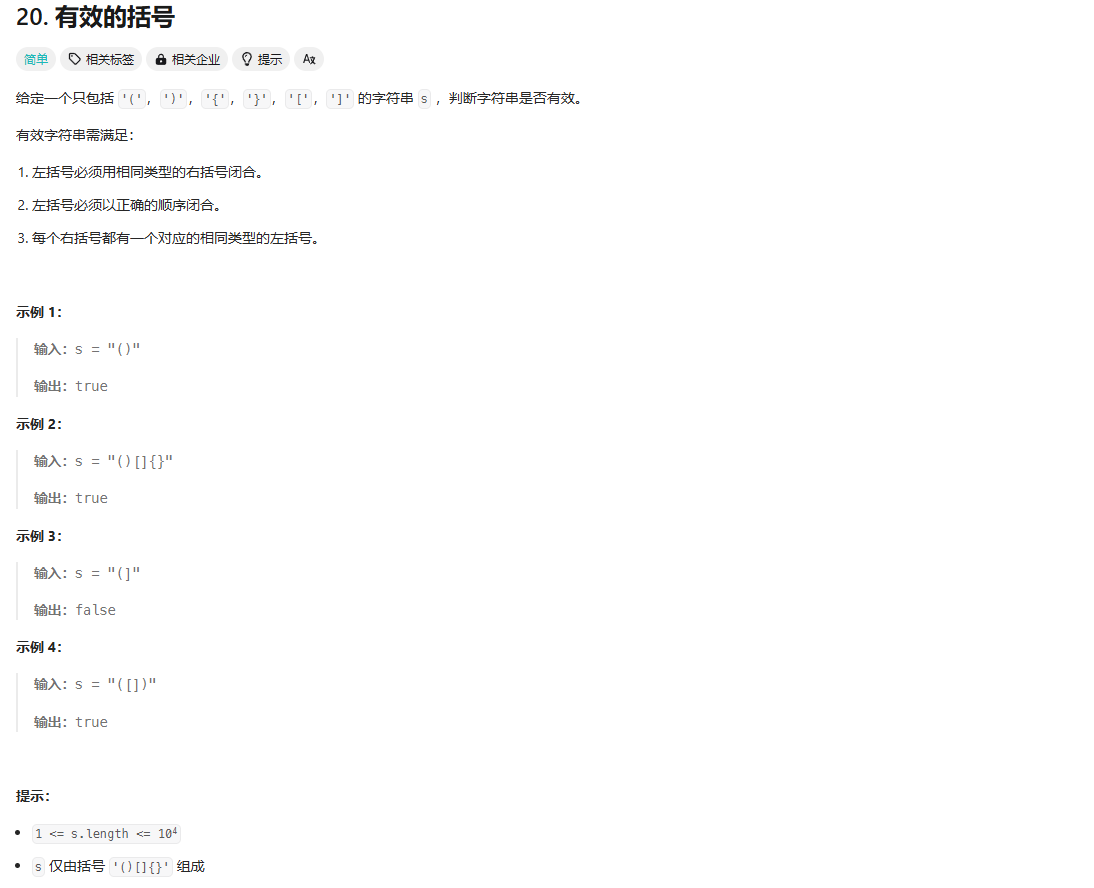 20. 有效的括号
简单 相关标签 相关企业 提示 Aあ
给定一个只包括 '(', ')', '{', '}', '[', ']' 的字符串 s ，判断字符串是否有效。
有效字符串需满足：
1. 左括号必须用相同类型的右括号闭合。
2. 左括号必须以正确的顺序闭合。
3. 每个右括号都有一个对应的相同类型的左括号。
示例 1：
输入：s = "()"
输出：true
示例 2：
输入：s = "()[]{}"
输出：true
示例 3：
输入：s = "(]"
输出：false
示例 4：
输入：s = "([])"
输出：true
提示：
• 1 <= s.length <= 10⁴
• s 仅由括号 '()[]{}' 组成